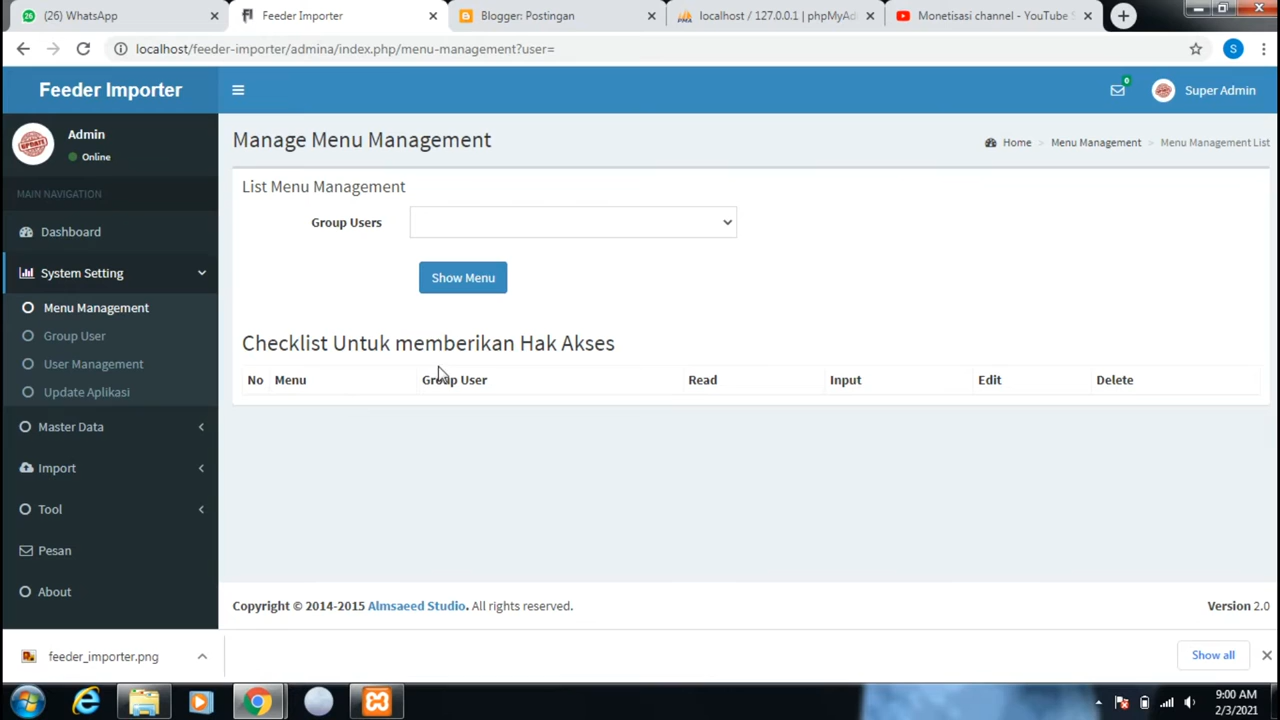 (26) WhatsApp
Feeder Importer
Blogger: Postingan
localhost / 127.0.0.1 | phpMyAd
Monetisasi channel - YouTube S
localhost/feeder-importer/admina/index.php/menu-management?user=
S
Feeder Importer
0
Super Admin
Admin
Online
MAIN NAVIGATION
Dashboard
System Setting
Menu Management
Group User
User Management
Update Aplikasi
Master Data
Import
Tool
Pesan
About
Manage Menu Management
Home > Menu Management > Menu Management List
List Menu Management
Group Users
Show Menu
Checklist Untuk memberikan Hak Akses
No Menu Group User Read Input Edit Delete
Copyright © 2014-2015 Almsaeed Studio. All rights reserved.
Version 2.0
feeder_importer.png
Show all
9:00 AM
2/3/2021